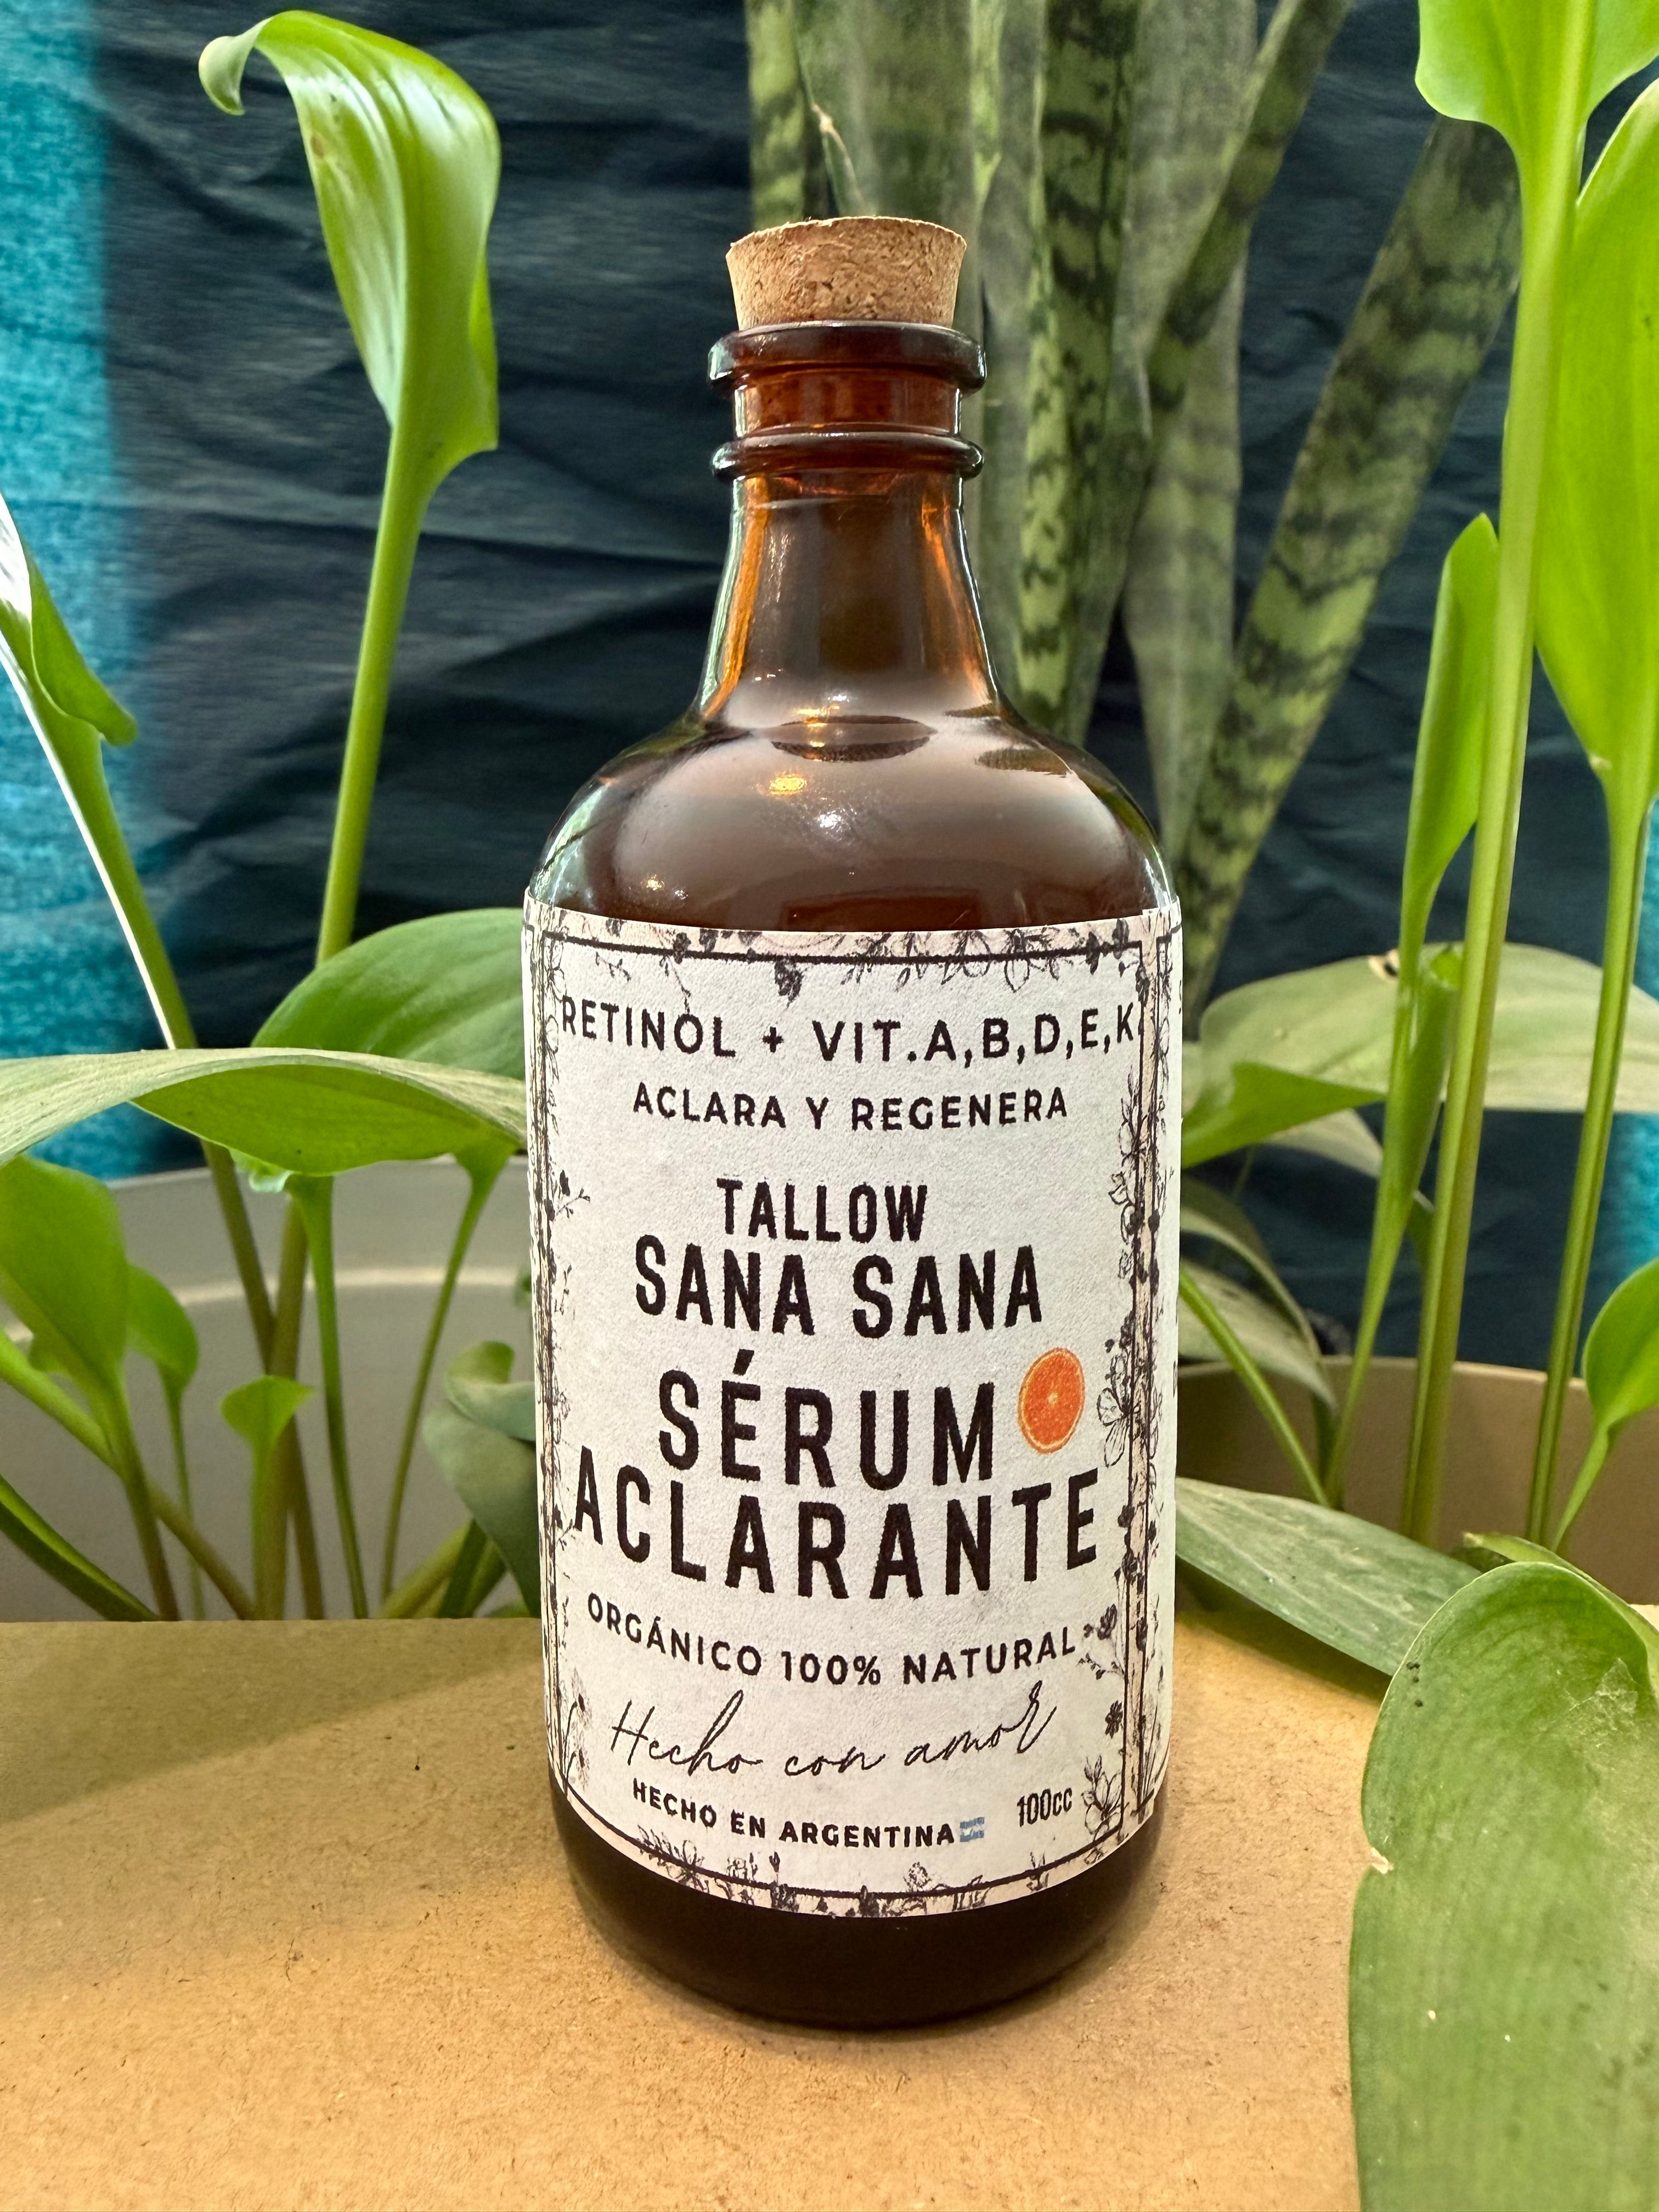 RETINOL + VIT.A,B,D,E,K
ACLARA Y REGENERA
TALLOW
SANA SANA
SÉRUM
ACLARANTE
ORGÁNICO 100% NATURAL
Hecho con amor
HECHO EN ARGENTINA
100cc